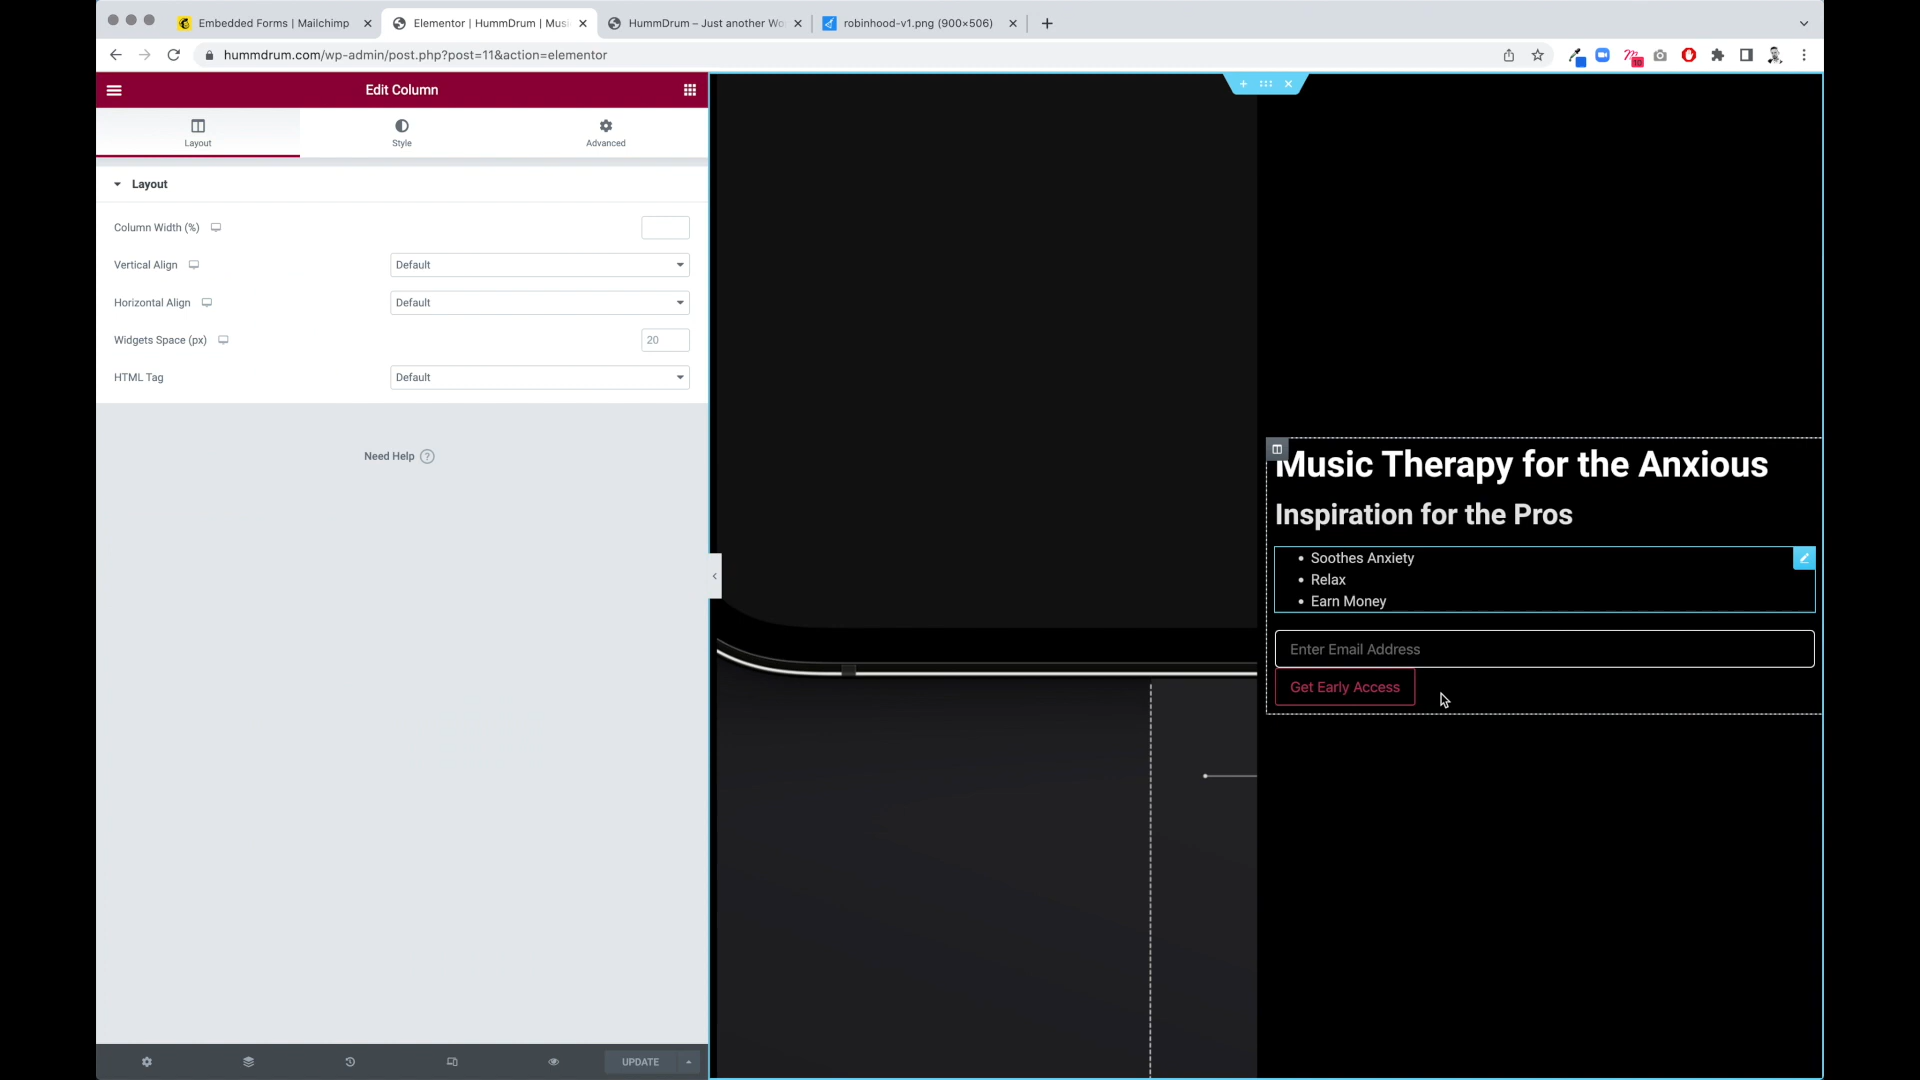 Embedded Forms | Mailchimp
Elementor | HummDrum | Musi
HummDrum – Just another Wo
robinhood-v1.png (900×506)
hummdrum.com/wp-admin/post.php?post=11&action=elementor
10
Edit Column
Layout
Style
Advanced
Layout
Column Width (%)
Vertical Align
Default
Horizontal Align
Default
Widgets Space (px)
20
HTML Tag
Default
Need Help ?
UPDATE
Music Therapy for the Anxious
Inspiration for the Pros
• Soothes Anxiety
• Relax
• Earn Money
Enter Email Address
Get Early Access